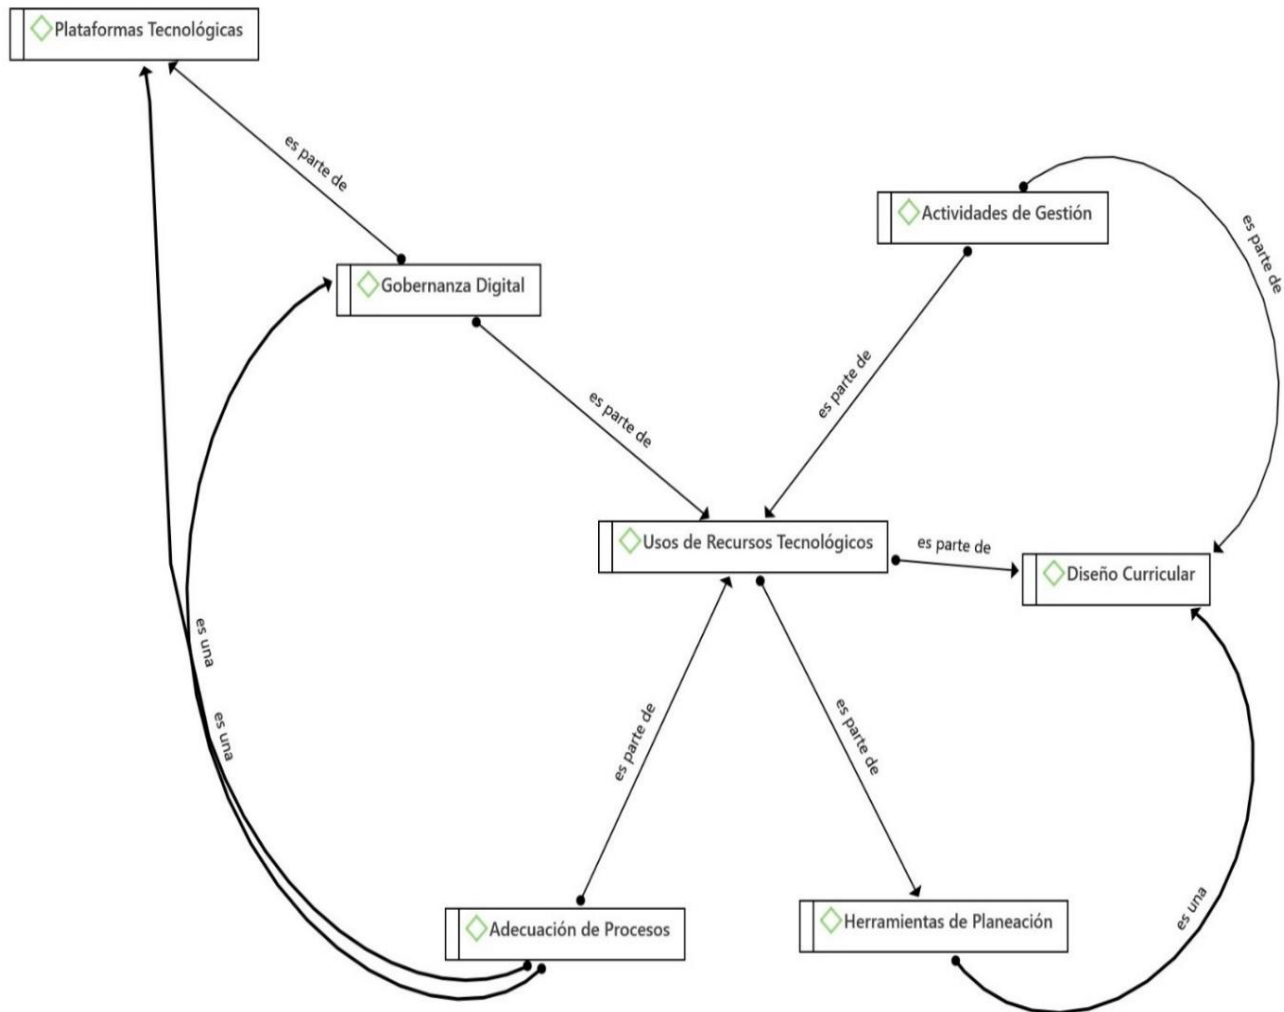 Plataformas Tecnológicas
es parte de
Actividades de Gestión
es parte de
Gobernanza Digital
es parte de
es parte de
Usos de Recursos Tecnológicos
es parte de
Diseño Curricular
es una
es una
es parte de
es parte de
es una
Adecuación de Procesos
Herramientas de Planeación